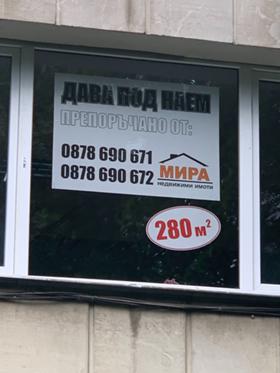 ДАВА ПОД НАЕМ
ПРЕПОРЪЧАНО ОТ:
0878 690 671
0878 690 672
МИРА
НЕДВИЖИМИ ИМОТИ
280 м²